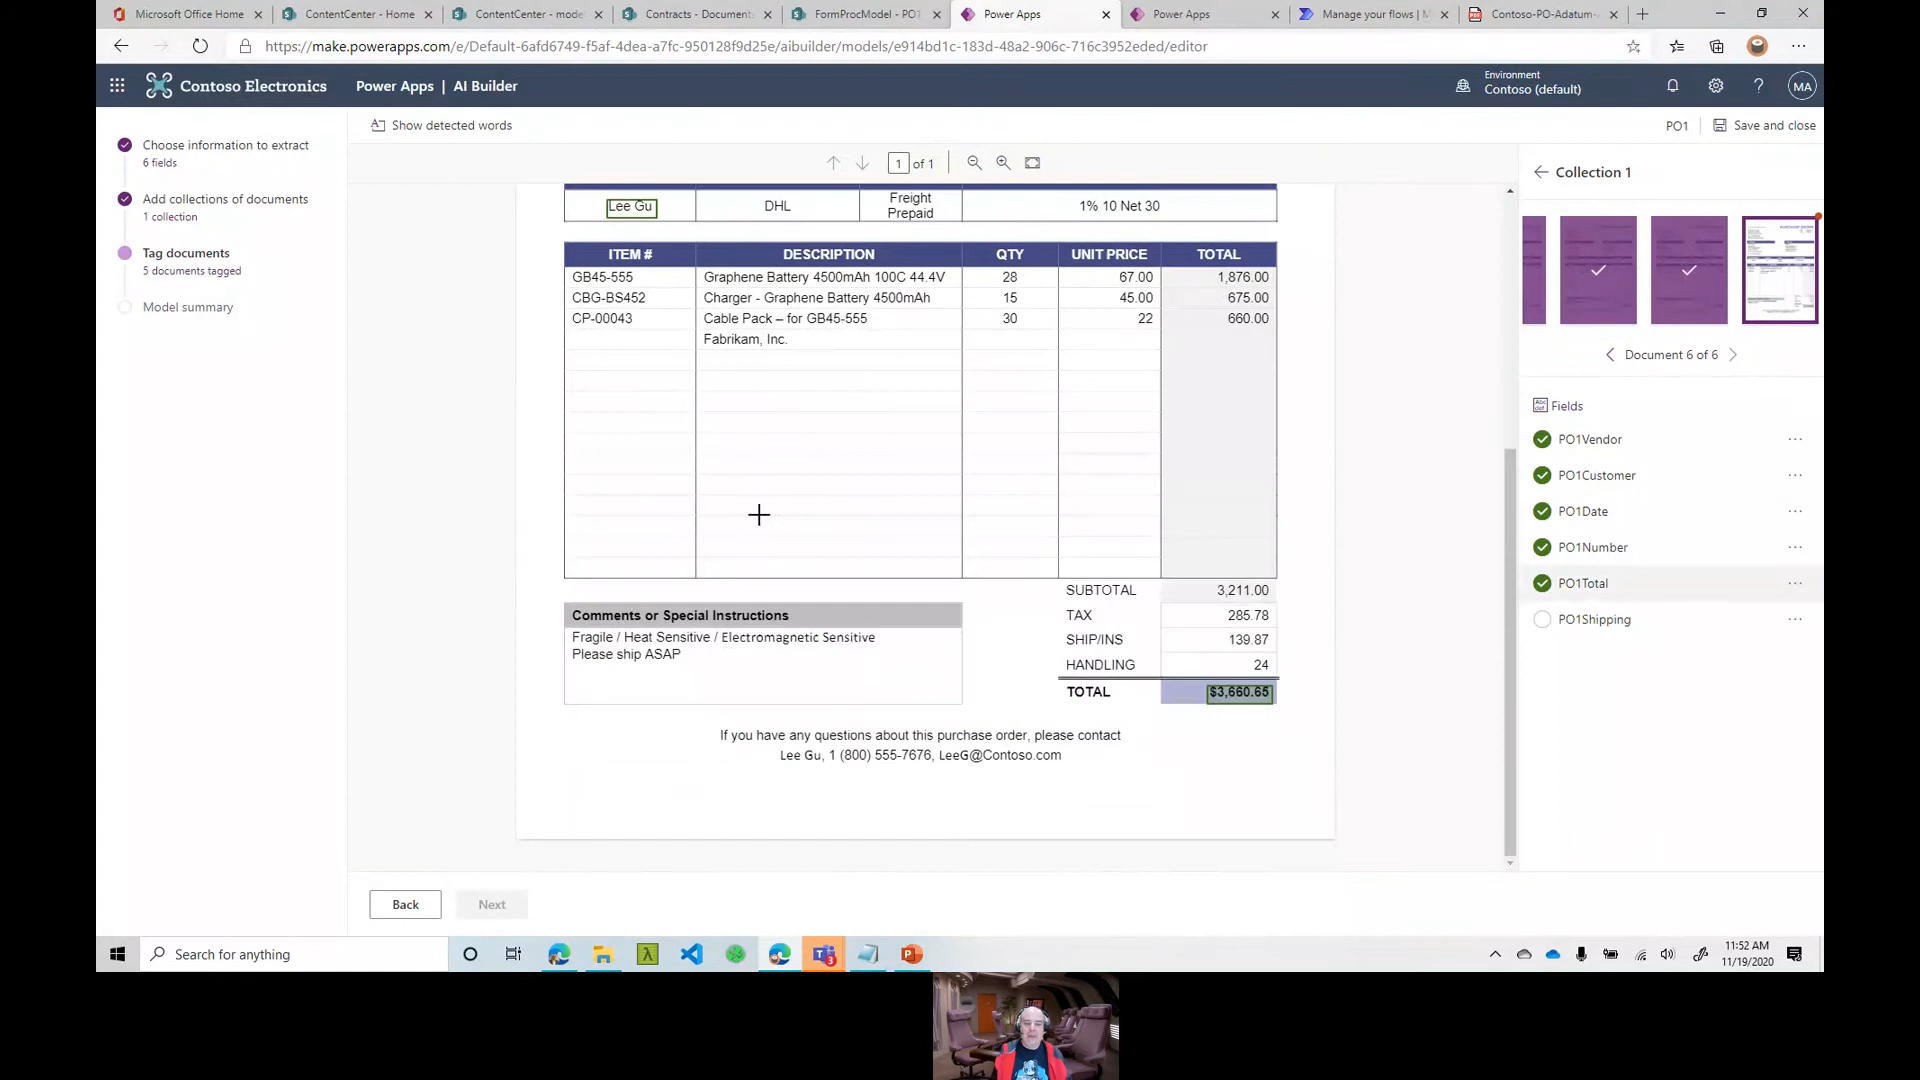 Microsoft Office Home
ContentCenter - Home
ContentCenter - mode
Contracts - Document
FormProcModel - PO1
Power Apps
Power Apps
Manage your flows | M
Contoso-PO-Adatum-
https://make.powerapps.com/e/Default-6afd6749-f5af-4dea-a7fc-950128f9d25e/aibuilder/models/e914bd1c-183d-48a2-906c-716c3952eded/editor
Contoso Electronics
Power Apps | AI Builder
Environment
Contoso (default)
MA
Choose information to extract
6 fields
Add collections of documents
1 collection
Tag documents
5 documents tagged
Model summary
Show detected words
PO1
Save and close
1 of 1
Lee Gu DHL Freight Prepaid 1% 10 Net 30
ITEM # DESCRIPTION QTY UNIT PRICE TOTAL
GB45-555 Graphene Battery 4500mAh 100C 44.4V 28 67.00 1,876.00
CBG-BS452 Charger - Graphene Battery 4500mAh 15 45.00 675.00
CP-00043 Cable Pack – for GB45-555 30 22 660.00
Fabrikam, Inc.
SUBTOTAL 3,211.00
TAX 285.78
SHIP/INS 139.87
HANDLING 24
TOTAL $3,660.65
Comments or Special Instructions
Fragile / Heat Sensitive / Electromagnetic Sensitive
Please ship ASAP
If you have any questions about this purchase order, please contact
Lee Gu, 1 (800) 555-7676, LeeG@Contoso.com
Collection 1
Document 6 of 6
Fields
PO1Vendor
PO1Customer
PO1Date
PO1Number
PO1Total
PO1Shipping
Back
Next
Search for anything
3
11:52 AM
11/19/2020